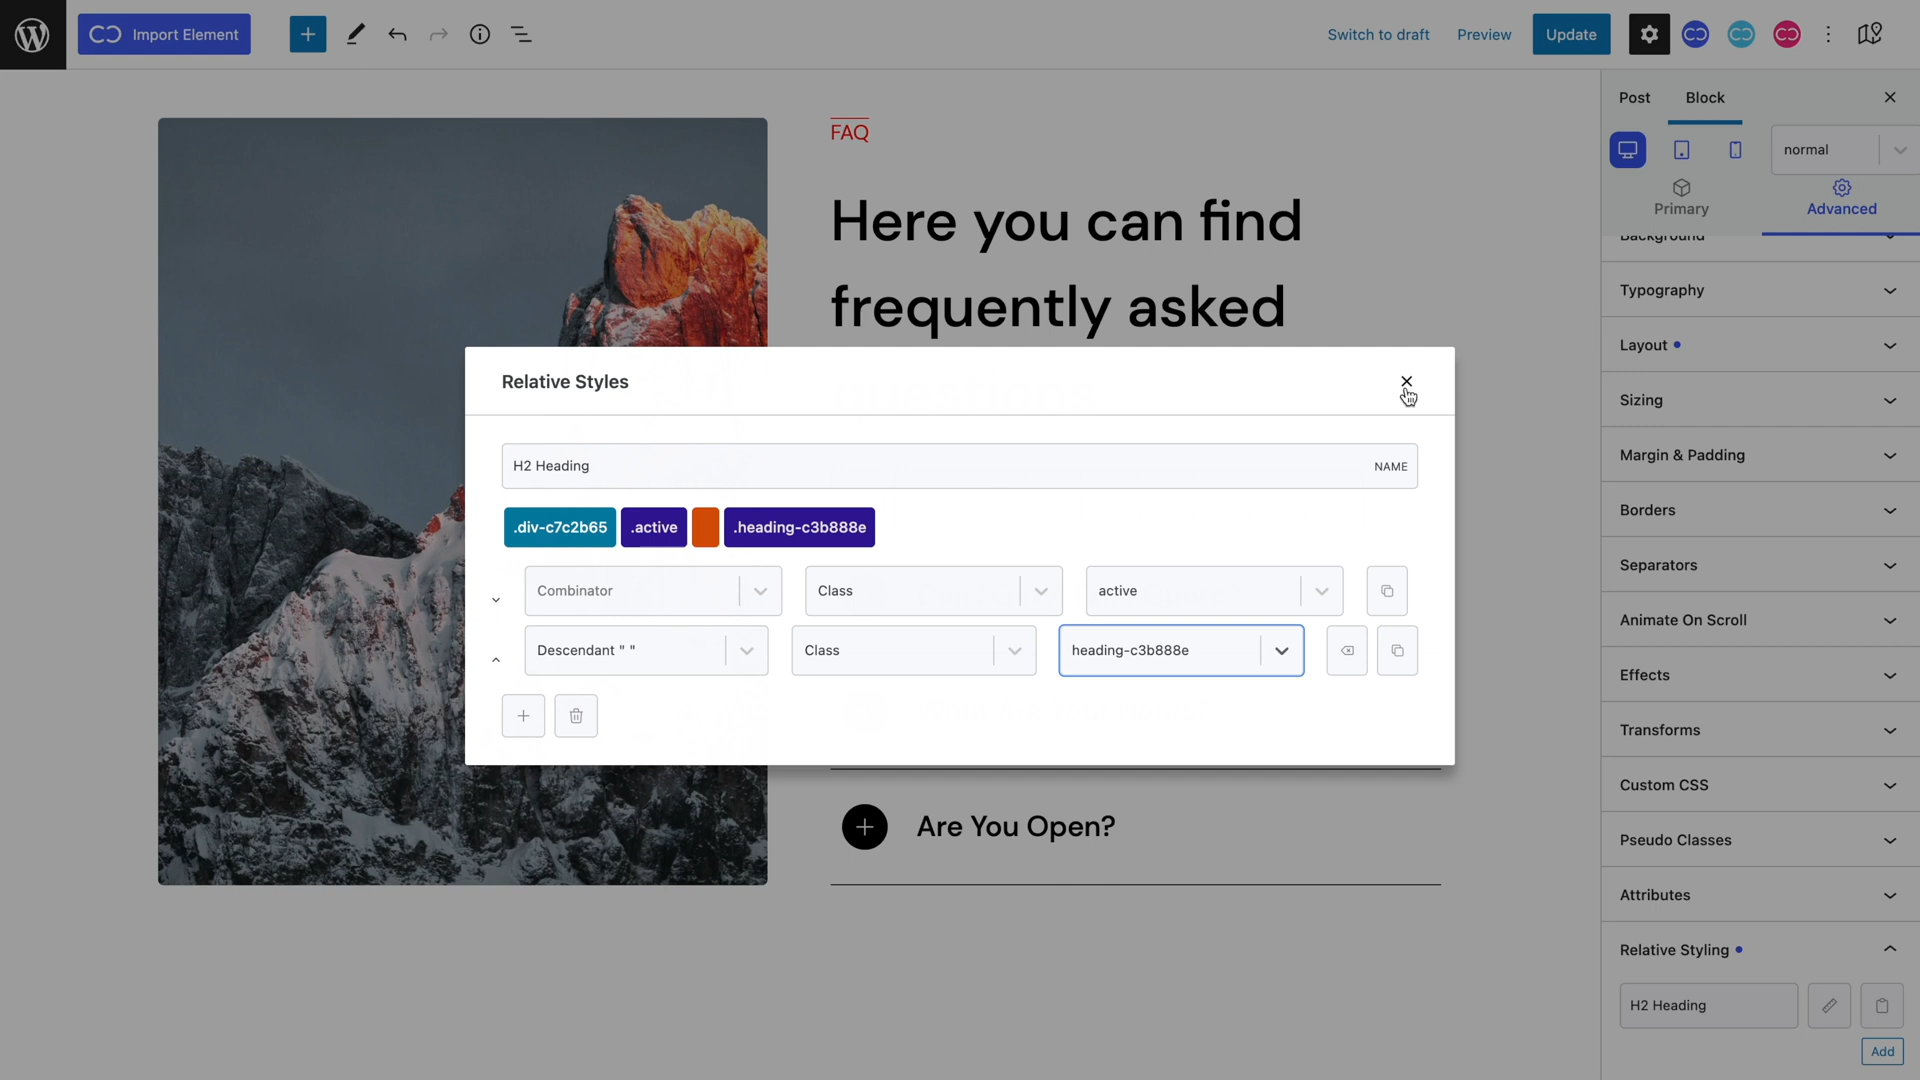 Import Element
Switch to draft
Preview
Update
Post
Block
normal
Primary
Advanced
FAQ
Here you can find
frequently asked
questions
Relative Styles
H2 Heading
NAME
.div-c7c2b65
.active
.heading-c3b888e
Combinator
Class
active
Descendant " "
Class
heading-c3b888e
Are You Open?
Background
Typography
Layout
Sizing
Margin & Padding
Borders
Separators
Animate On Scroll
Effects
Transforms
Custom CSS
Pseudo Classes
Attributes
Relative Styling
H2 Heading
Add